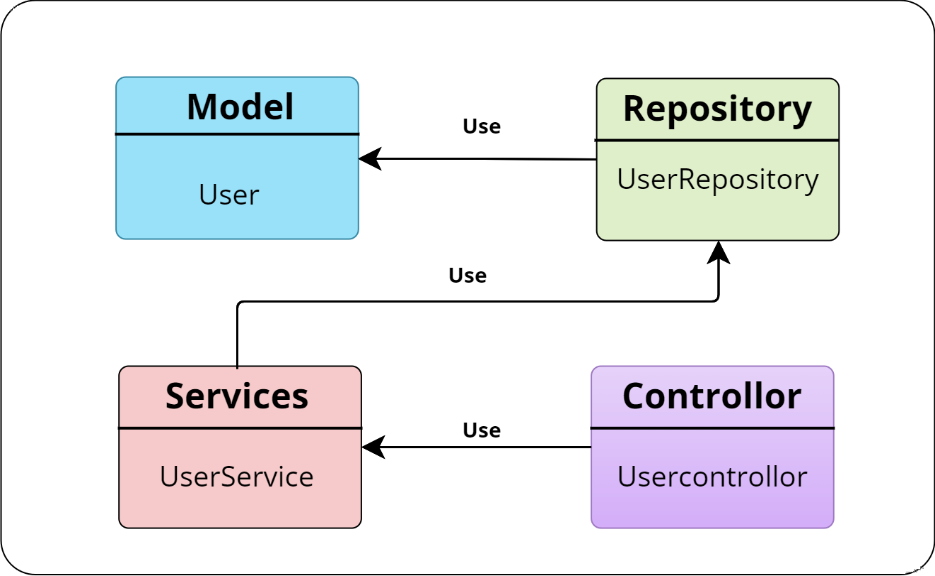 Model
User
Use
Repository
UserRepository
Use
Services
UserService
Use
Controllor
Usercontrollor